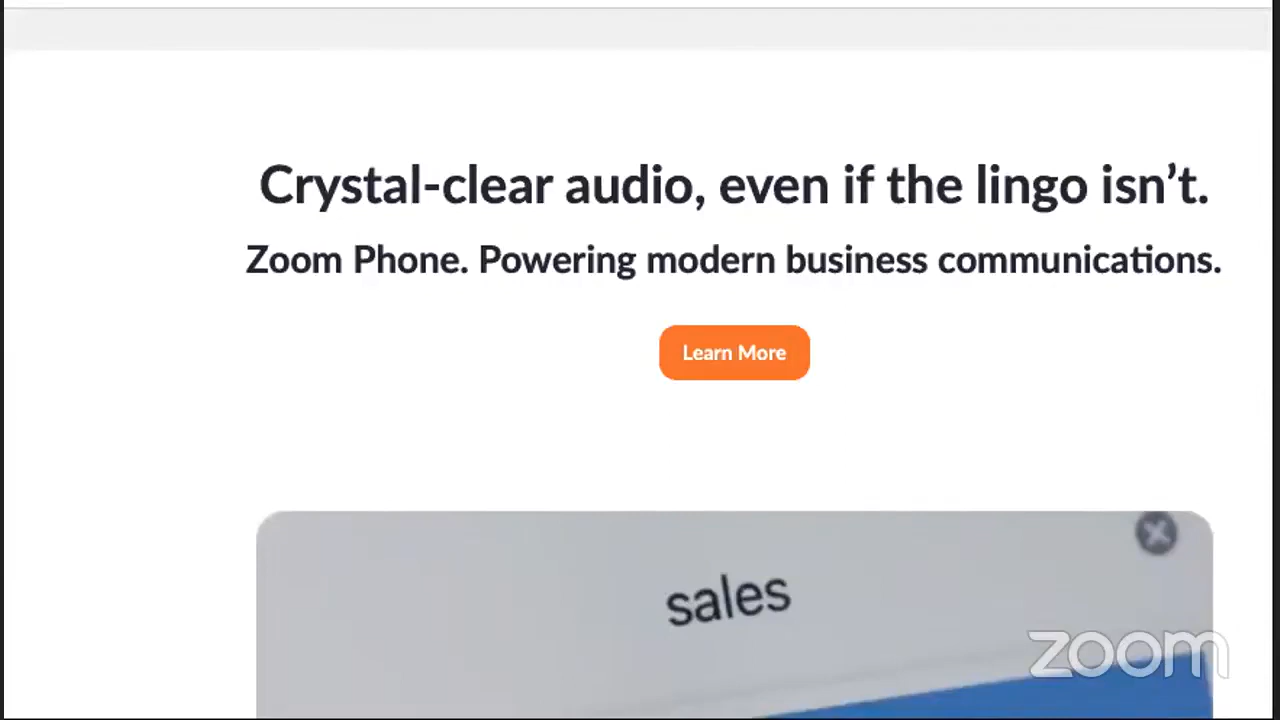 Crystal-clear audio, even if the lingo isn’t.
Zoom Phone. Powering modern business communications.
Learn More
sales
zoom